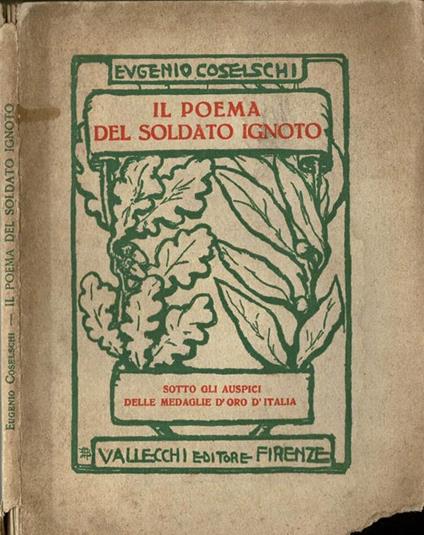 EUGENIO COSELSCHI
IL POEMA
DEL SOLDATO IGNOTO
SOTTO GLI AUSPICI
DELLE MEDAGLIE D'ORO D'ITALIA
VALLECCHI EDITORE - FIRENZE
EUGENIO COSELSCHI — IL POEMA DEL SOLDATO IGNOTO